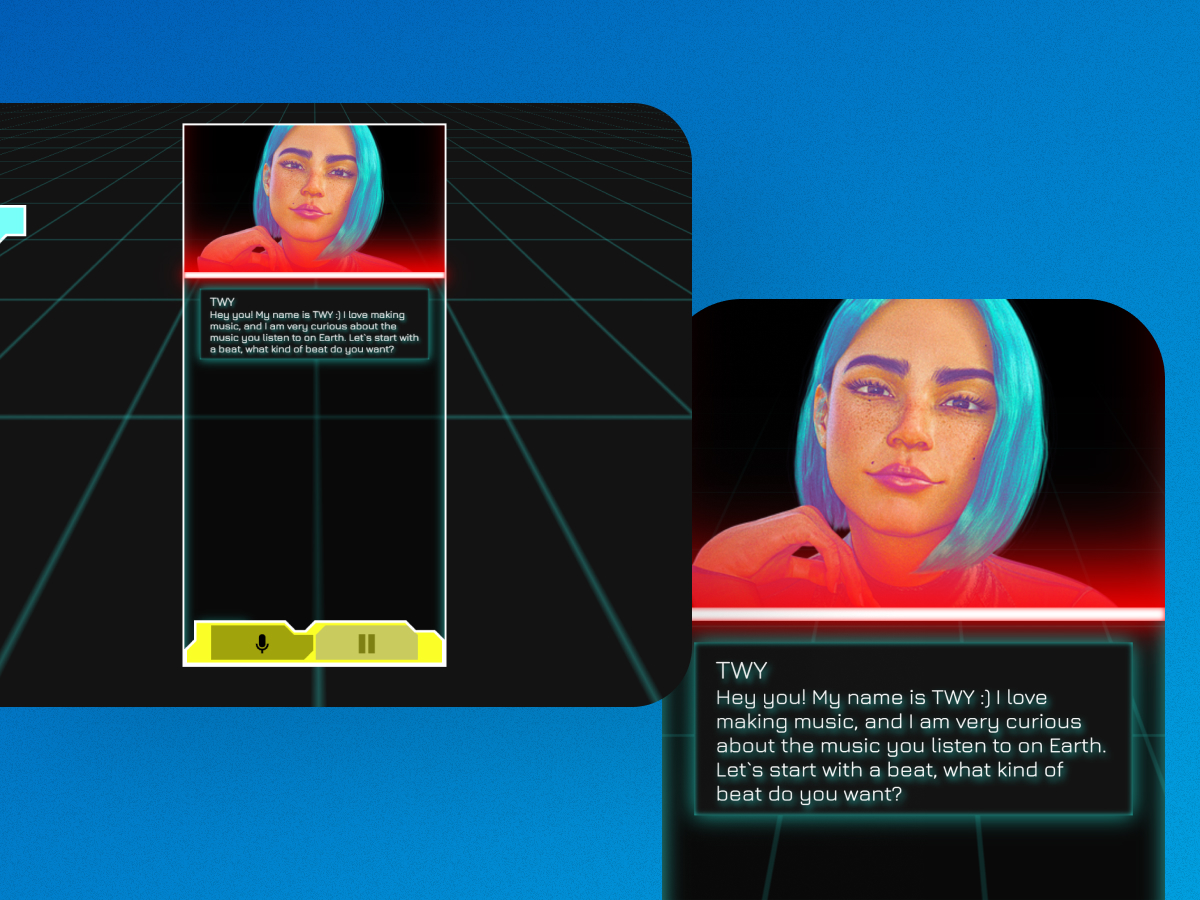 TWY
Hey you! My name is TWY :) I love making
music, and I am very curious about the
music you listen to on Earth. Let`s start with
a beat, what kind of beat do you want?
TWY
Hey you! My name is TWY :) I love
making music, and I am very curious
about the music you listen to on Earth.
Let`s start with a beat, what kind of
beat do you want?